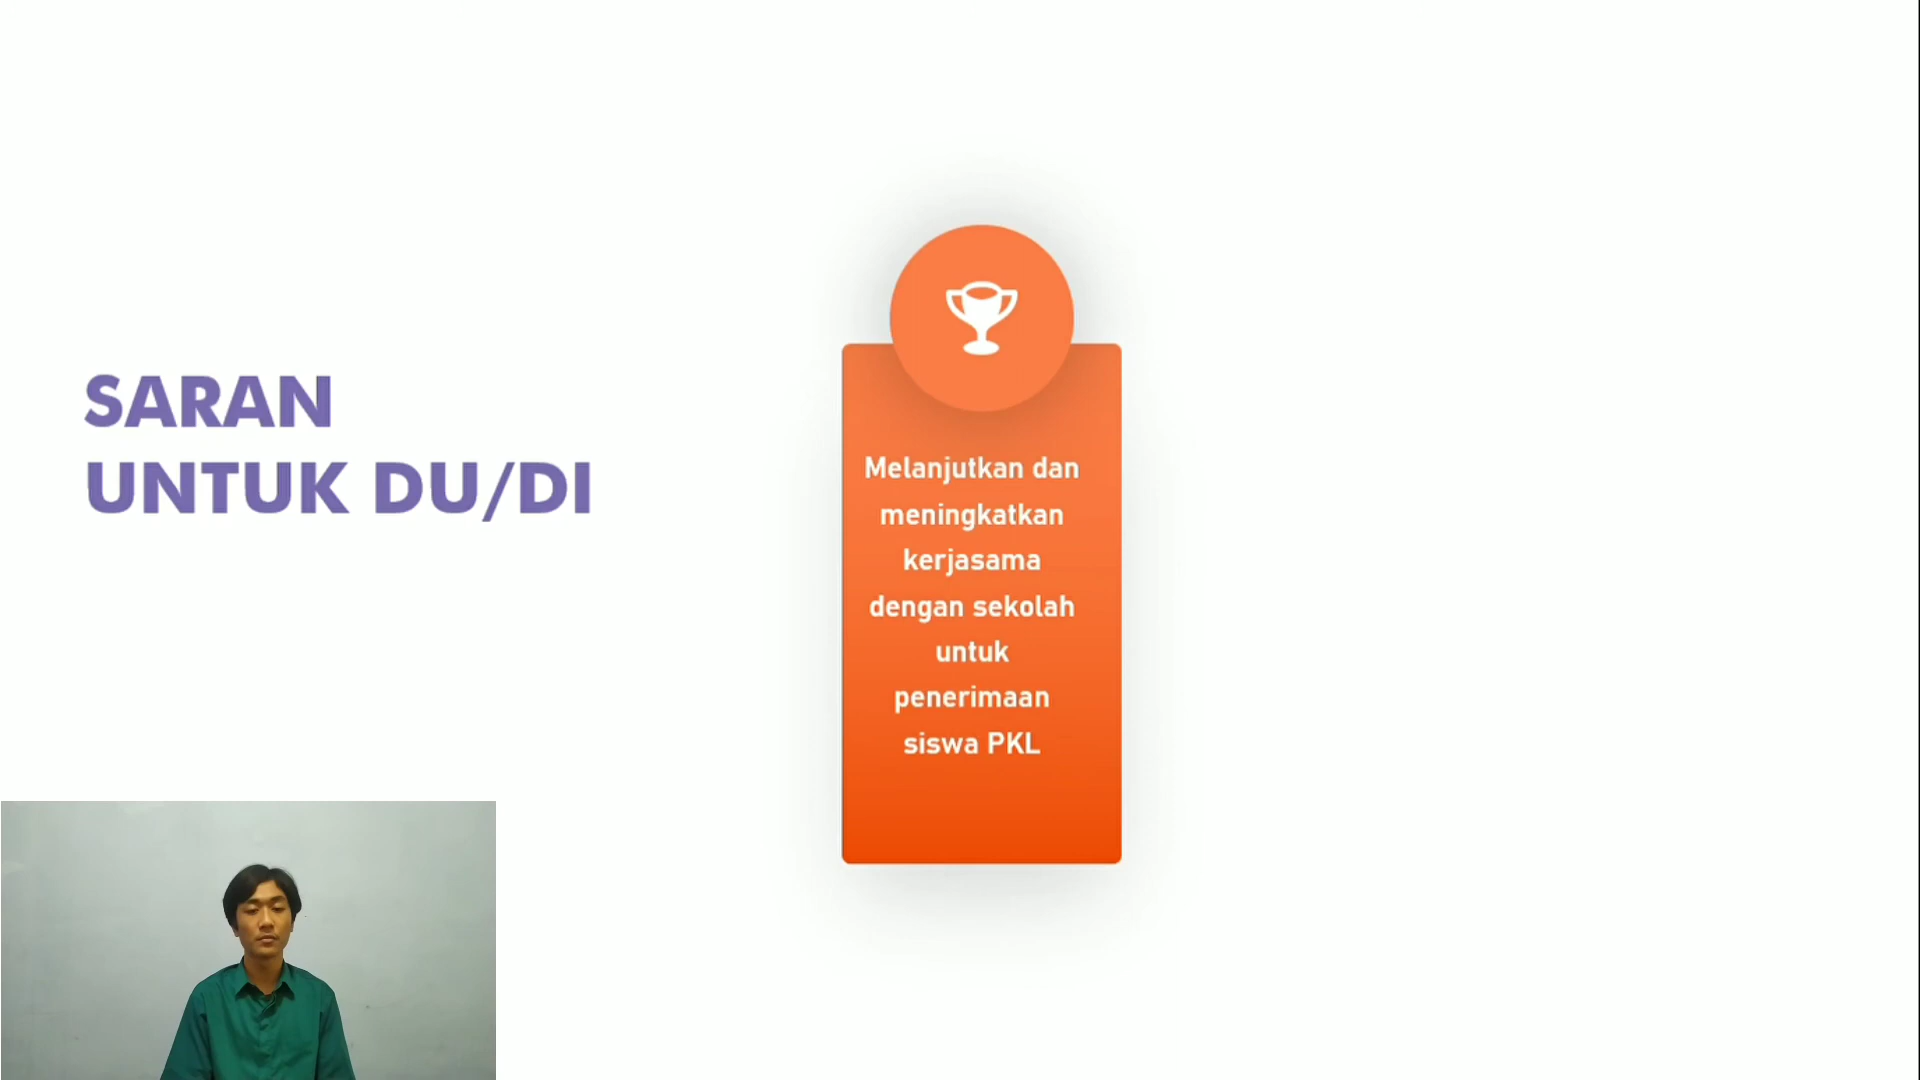 SARAN
UNTUK DU/DI
Melanjutkan dan
meningkatkan
kerjasama
dengan sekolah
untuk
penerimaan
siswa PKL